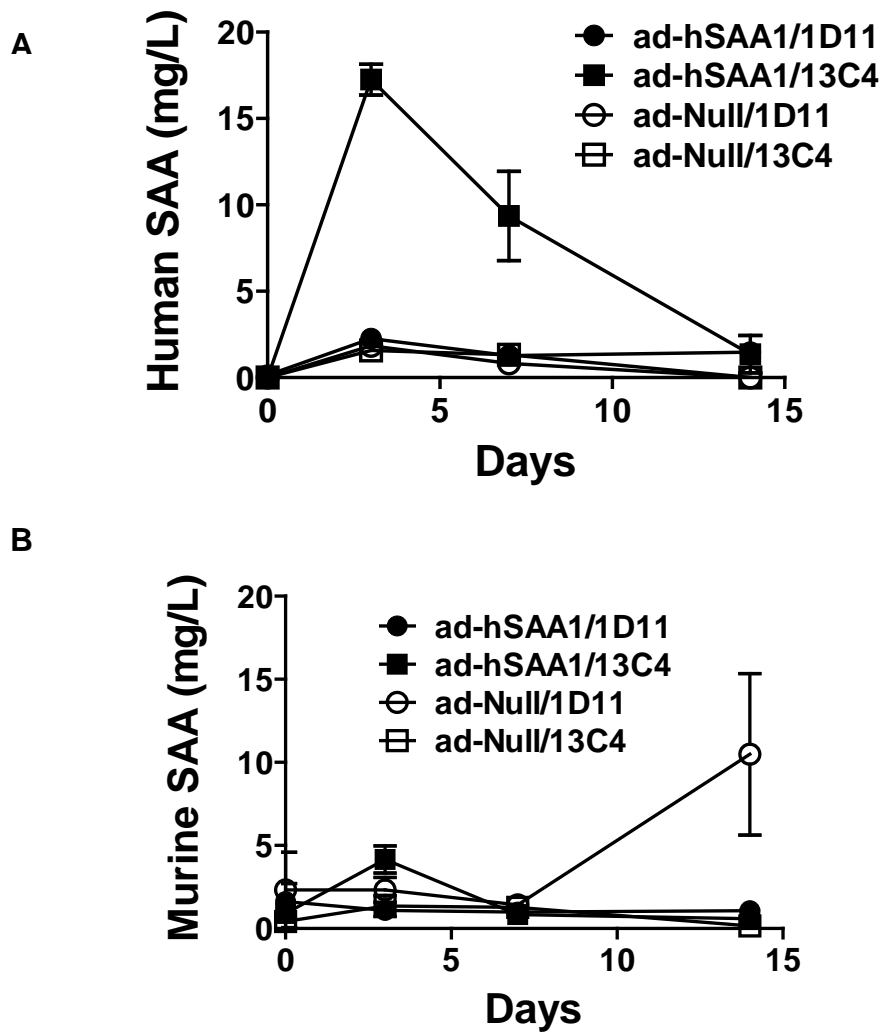 A
Human SAA (mg/L)
20
15
10
5
0
0 5 10 15
Days
ad-hSAA1/1D11
ad-hSAA1/13C4
ad-Null/1D11
ad-Null/13C4
B
Murine SAA (mg/L)
20
15
10
5
0
0 5 10 15
Days
ad-hSAA1/1D11
ad-hSAA1/13C4
ad-Null/1D11
ad-Null/13C4